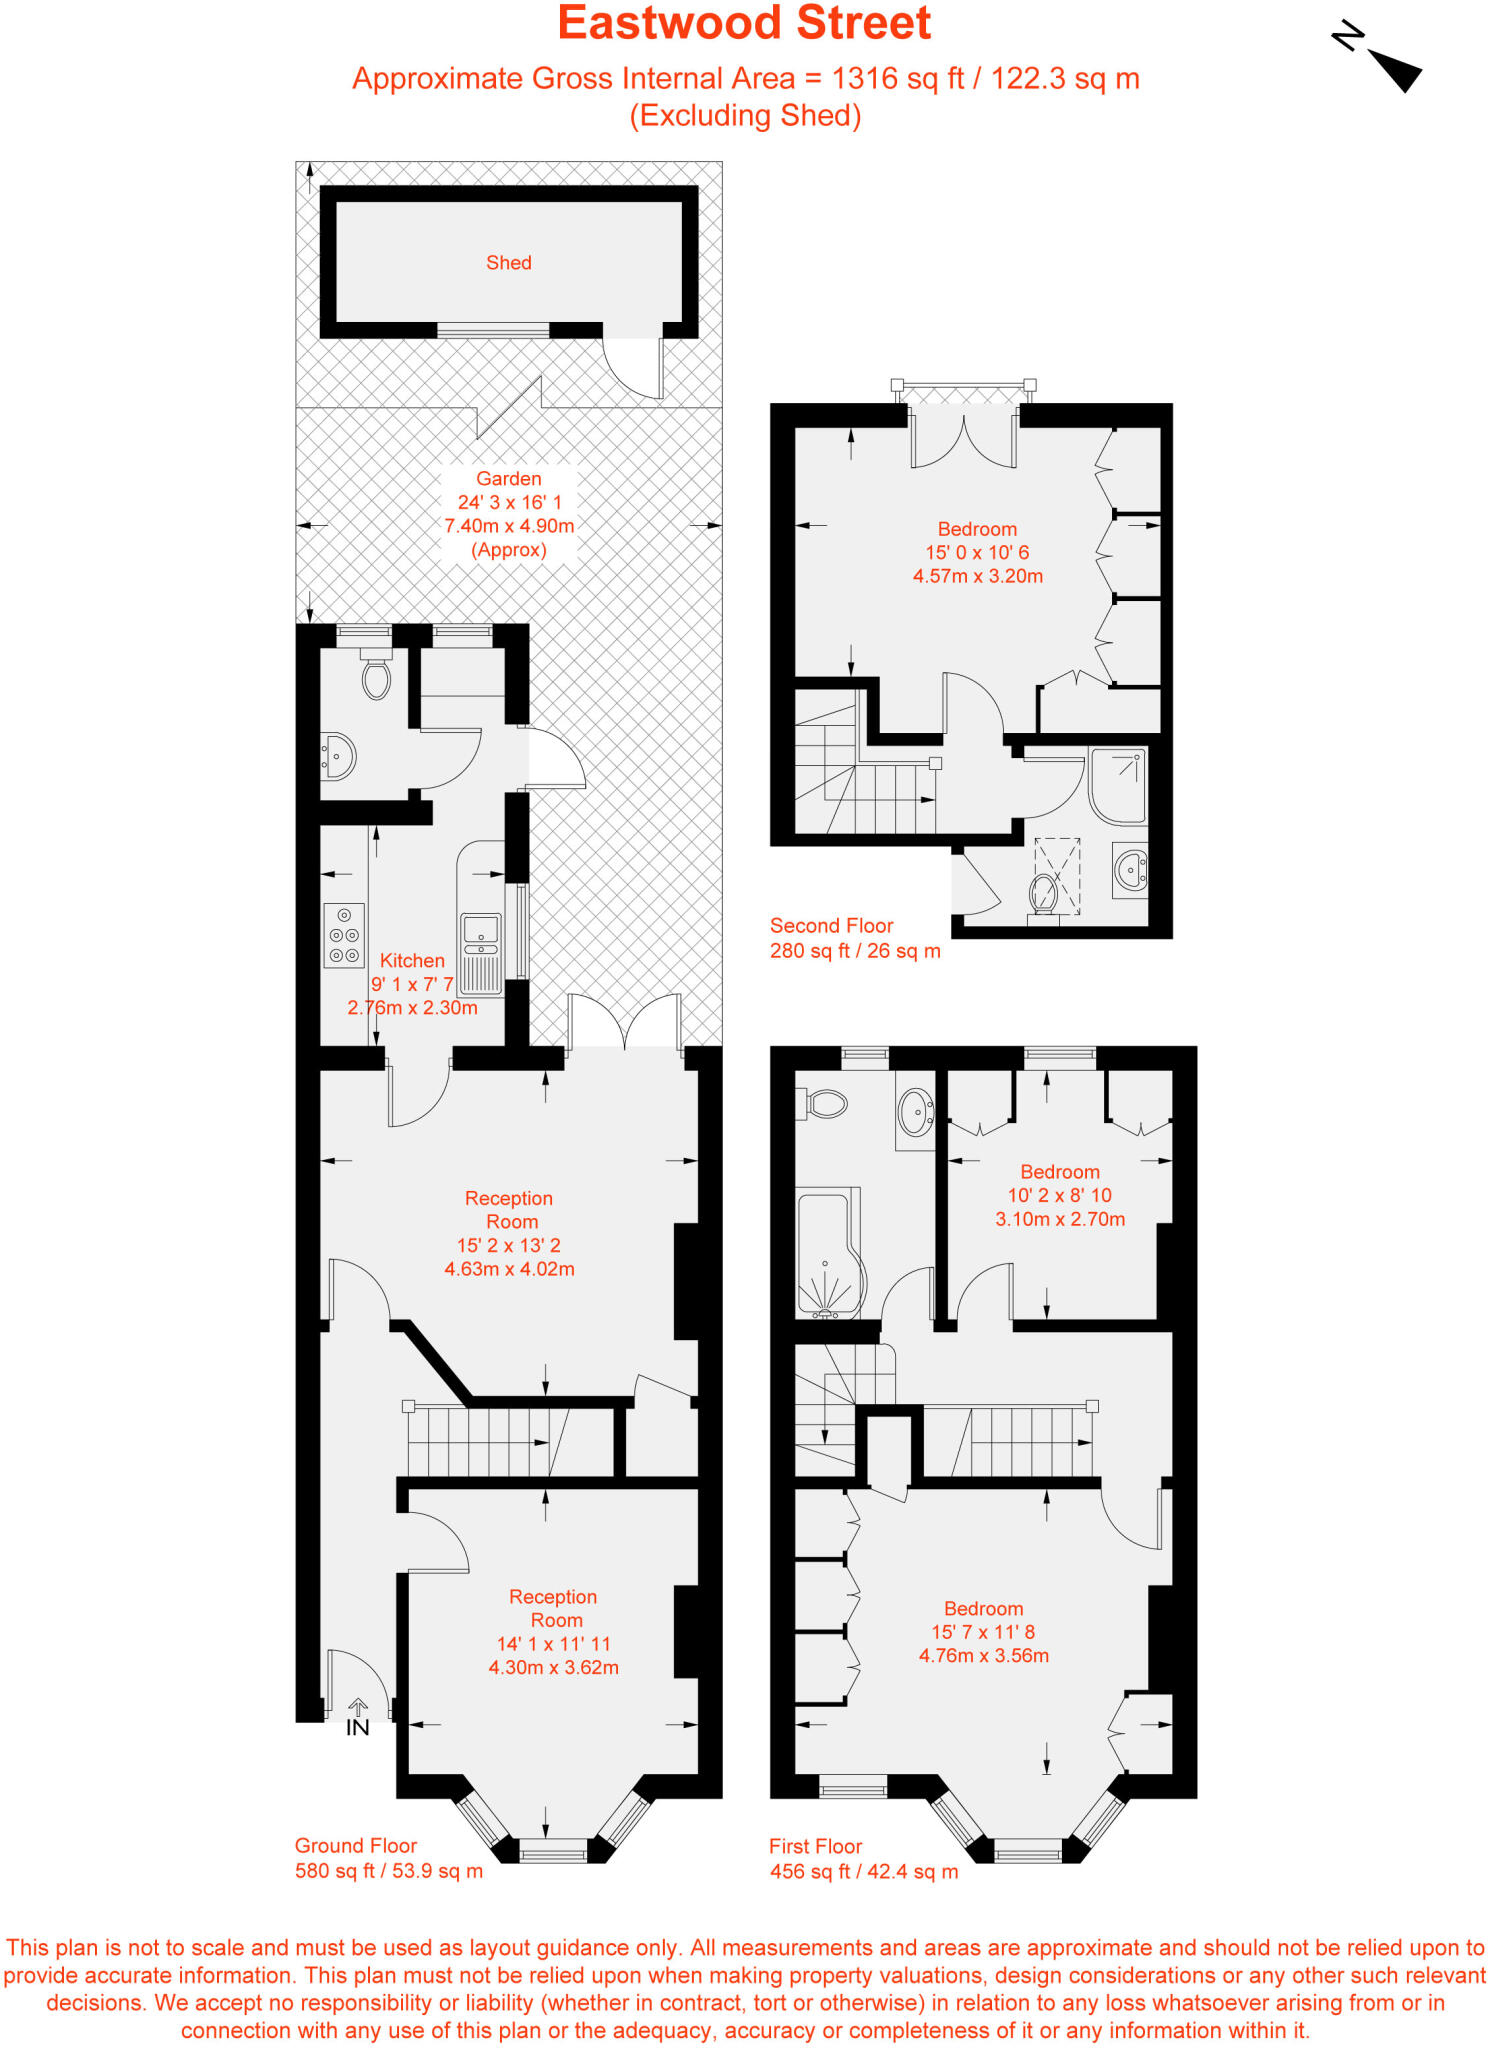 Eastwood Street
Approximate Gross Internal Area = 1316 sq ft / 122.3 sq m
(Excluding Shed)
N
Shed
Garden
24' 3 x 16' 1
7.40m x 4.90m
(Approx)
Bedroom
15' 0 x 10' 6
4.57m x 3.20m
Second Floor
280 sq ft / 26 sq m
Kitchen
9' 1 x 7' 7
2.76m x 2.30m
Reception
Room
15' 2 x 13' 2
4.63m x 4.02m
Bedroom
10' 2 x 8' 10
3.10m x 2.70m
Reception
Room
14' 1 x 11' 11
4.30m x 3.62m
Bedroom
15' 7 x 11' 8
4.76m x 3.56m
IN
Ground Floor
580 sq ft / 53.9 sq m
First Floor
456 sq ft / 42.4 sq m
This plan is not to scale and must be used as layout guidance only. All measurements and areas are approximate and should not be relied upon to
provide accurate information. This plan must not be relied upon when making property valuations, design considerations or any other such relevant
decisions. We accept no responsibility or liability (whether in contract, tort or otherwise) in relation to any loss whatsoever arising from or in
connection with any use of this plan or the adequacy, accuracy or completeness of it or any information within it.